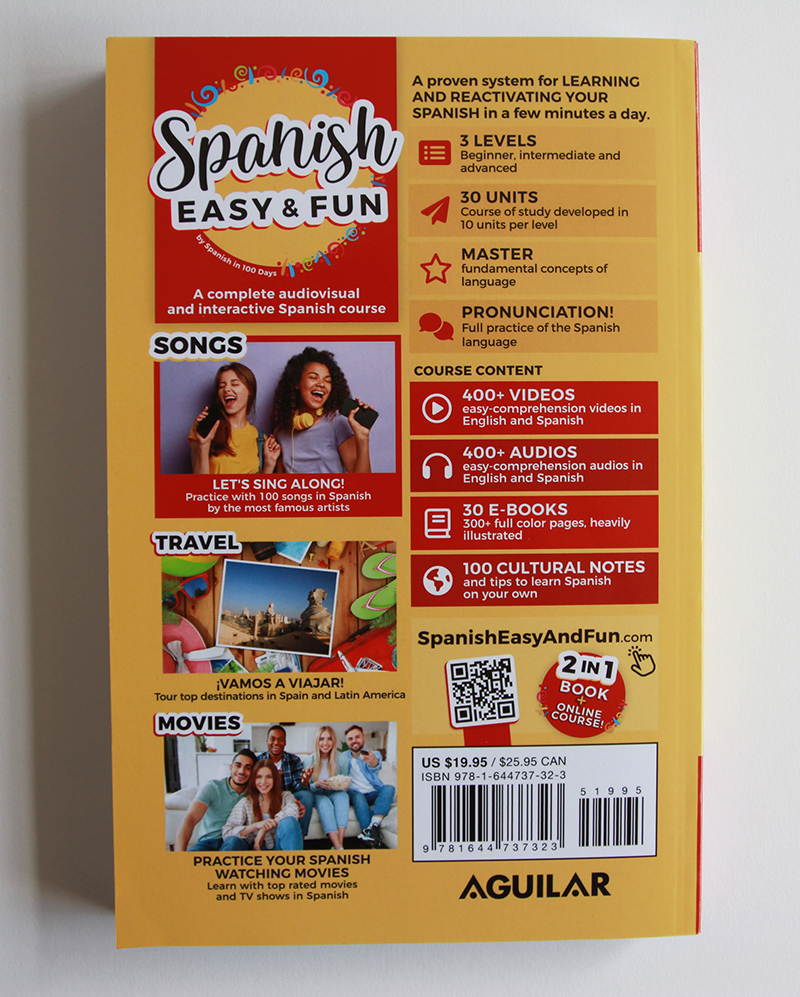 Spanish
EASY & FUN
by Spanish in 100 Days
A complete audiovisual
and interactive Spanish course
SONGS
LET'S SING ALONG!
Practice with 100 songs in Spanish
by the most famous artists
TRAVEL
¡VAMOS A VIAJAR!
Tour top destinations in Spain and Latin America
MOVIES
PRACTICE YOUR SPANISH
WATCHING MOVIES
Learn with top rated movies
and TV shows in Spanish
A proven system for LEARNING
AND REACTIVATING YOUR
SPANISH in a few minutes a day.
3 LEVELS
Beginner, intermediate and
advanced
30 UNITS
Course of study developed in
10 units per level
MASTER
fundamental concepts of
language
PRONUNCIATION!
Full practice of the Spanish
language
COURSE CONTENT
400+ VIDEOS
easy-comprehension videos in
English and Spanish
400+ AUDIOS
easy-comprehension audios in
English and Spanish
30 E-BOOKS
300+ full color pages, heavily
illustrated
100 CULTURAL NOTES
and tips to learn Spanish
on your own
SpanishEasyAndFun.com
2 IN 1
BOOK
+
ONLINE
COURSE!
US $19.95 / $25.95 CAN
ISBN 978-1-644737-32-3
51995
9 781644 737323
AGUILAR